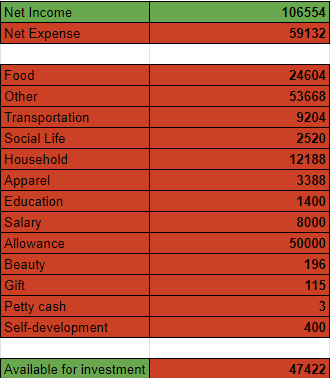 Net Income 106554
Net Expense 59132
Food 24604
Other 53668
Transportation 9204
Social Life 2520
Household 12188
Apparel 3388
Education 1400
Salary 8000
Allowance 50000
Beauty 196
Gift 115
Petty cash 3
Self-development 400
Available for investment 47422